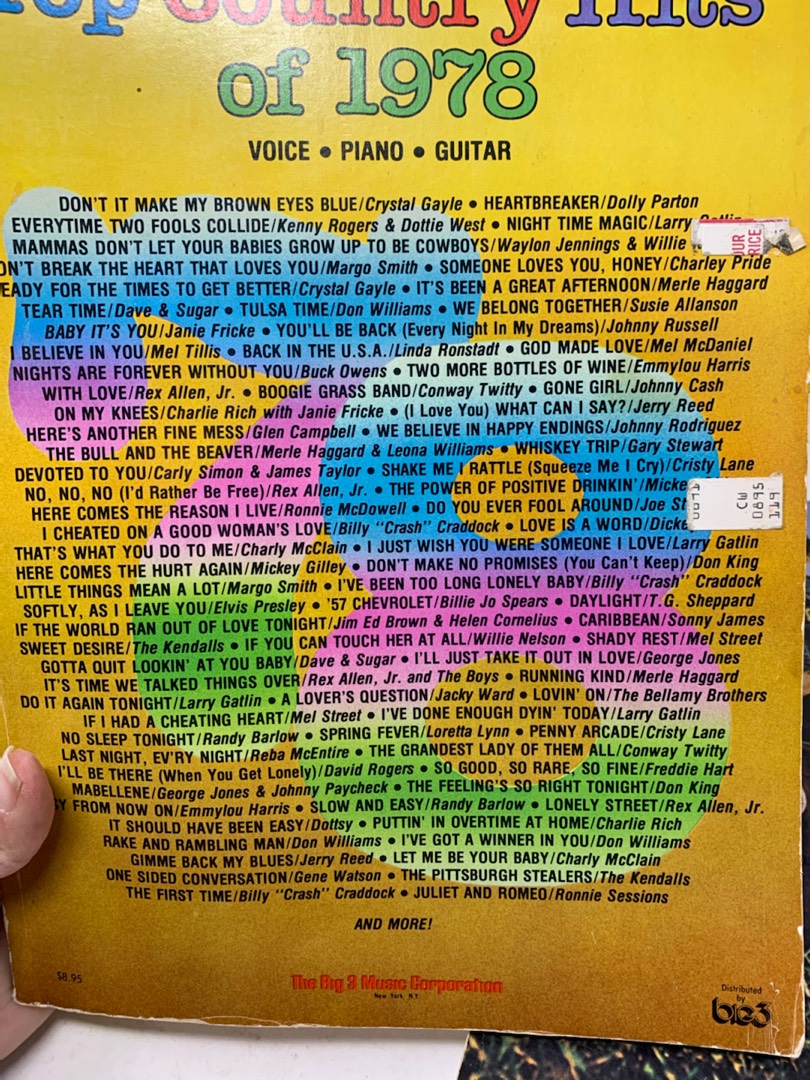 Top Country Hits
of 1978
VOICE • PIANO • GUITAR
DON'T IT MAKE MY BROWN EYES BLUE/Crystal Gayle • HEARTBREAKER/Dolly Parton
EVERYTIME TWO FOOLS COLLIDE/Kenny Rogers & Dottie West • NIGHT TIME MAGIC/Larry Gatlin
MAMMAS DON'T LET YOUR BABIES GROW UP TO BE COWBOYS/Waylon Jennings & Willie
ON'T BREAK THE HEART THAT LOVES YOU/Margo Smith • SOMEONE LOVES YOU, HONEY/Charley Pride
EADY FOR THE TIMES TO GET BETTER/Crystal Gayle • IT'S BEEN A GREAT AFTERNOON/Merle Haggard
TEAR TIME/Dave & Sugar • TULSA TIME/Don Williams • WE BELONG TOGETHER/Susie Allanson
BABY IT'S YOU/Janie Fricke • YOU'LL BE BACK (Every Night In My Dreams)/Johnny Russell
I BELIEVE IN YOU/Mel Tillis • BACK IN THE U.S.A./Linda Ronstadt • GOD MADE LOVE/Mel McDaniel
NIGHTS ARE FOREVER WITHOUT YOU/Buck Owens • TWO MORE BOTTLES OF WINE/Emmylou Harris
WITH LOVE/Rex Allen, Jr. • BOOGIE GRASS BAND/Conway Twitty • GONE GIRL/Johnny Cash
ON MY KNEES/Charlie Rich with Janie Fricke • (I Love You) WHAT CAN I SAY?/Jerry Reed
HERE'S ANOTHER FINE MESS/Glen Campbell • WE BELIEVE IN HAPPY ENDINGS/Johnny Rodriguez
THE BULL AND THE BEAVER/Merle Haggard & Leona Williams • WHISKEY TRIP/Gary Stewart
DEVOTED TO YOU/Carly Simon & James Taylor • SHAKE ME I RATTLE (Squeeze Me I Cry)/Cristy Lane
NO, NO, NO (I'd Rather Be Free)/Rex Allen, Jr. • THE POWER OF POSITIVE DRINKIN'/Micke
HERE COMES THE REASON I LIVE/Ronnie McDowell • DO YOU EVER FOOL AROUND/Joe St
I CHEATED ON A GOOD WOMAN'S LOVE/Billy "Crash" Craddock • LOVE IS A WORD/Dicke
THAT'S WHAT YOU DO TO ME/Charly McClain • I JUST WISH YOU WERE SOMEONE I LOVE/Larry Gatlin
HERE COMES THE HURT AGAIN/Mickey Gilley • DON'T MAKE NO PROMISES (You Can't Keep)/Don King
LITTLE THINGS MEAN A LOT/Margo Smith • I'VE BEEN TOO LONG LONELY BABY/Billy "Crash" Craddock
SOFTLY, AS I LEAVE YOU/Elvis Presley • '57 CHEVROLET/Billie Jo Spears • DAYLIGHT/T.G. Sheppard
IF THE WORLD RAN OUT OF LOVE TONIGHT/Jim Ed Brown & Helen Cornelius • CARIBBEAN/Sonny James
SWEET DESIRE/The Kendalls • IF YOU CAN TOUCH HER AT ALL/Willie Nelson • SHADY REST/Mel Street
GOTTA QUIT LOOKIN' AT YOU BABY/Dave & Sugar • I'LL JUST TAKE IT OUT IN LOVE/George Jones
IT'S TIME WE TALKED THINGS OVER/Rex Allen, Jr. and The Boys • RUNNING KIND/Merle Haggard
DO IT AGAIN TONIGHT/Larry Gatlin • A LOVER'S QUESTION/Jacky Ward • LOVIN' ON/The Bellamy Brothers
IF I HAD A CHEATING HEART/Mel Street • I'VE DONE ENOUGH DYIN' TODAY/Larry Gatlin
NO SLEEP TONIGHT/Randy Barlow • SPRING FEVER/Loretta Lynn • PENNY ARCADE/Cristy Lane
LAST NIGHT, EV'RY NIGHT/Reba McEntire • THE GRANDEST LADY OF THEM ALL/Conway Twitty
I'LL BE THERE (When You Get Lonely)/David Rogers • SO GOOD, SO RARE, SO FINE/Freddie Hart
MABELLENE/George Jones & Johnny Paycheck • THE FEELING'S SO RIGHT TONIGHT/Don King
Y FROM NOW ON/Emmylou Harris • SLOW AND EASY/Randy Barlow • LONELY STREET/Rex Allen, Jr.
IT SHOULD HAVE BEEN EASY/Dottsy • PUTTIN' IN OVERTIME AT HOME/Charlie Rich
RAKE AND RAMBLING MAN/Don Williams • I'VE GOT A WINNER IN YOU/Don Williams
GIMME BACK MY BLUES/Jerry Reed • LET ME BE YOUR BABY/Charly McClain
ONE SIDED CONVERSATION/Gene Watson • THE PITTSBURGH STEALERS/The Kendalls
THE FIRST TIME/Billy "Crash" Craddock • JULIET AND ROMEO/Ronnie Sessions
AND MORE!
$8.95
The Big 3 Music Corporation
New York N.Y.
Distributed
by
big3
OUR
PRICE
CW
0895
119